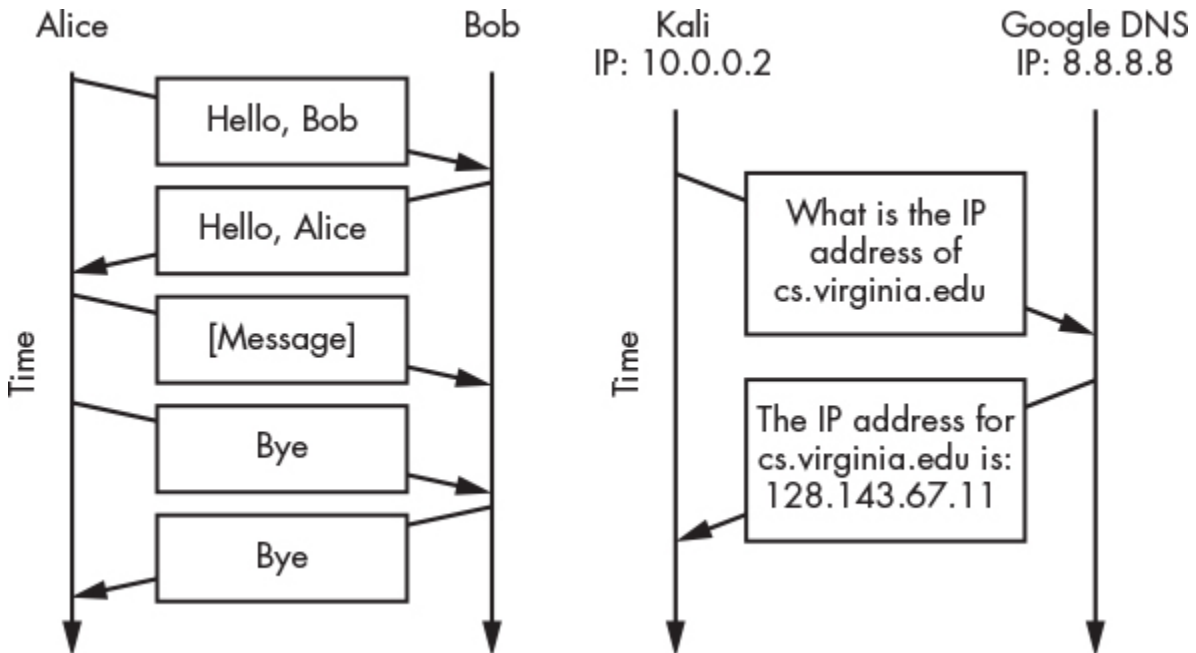 Alice
Bob
Hello, Bob
Hello, Alice
[Message]
Bye
Bye
Time
Kali
IP: 10.0.0.2
Google DNS
IP: 8.8.8.8
What is the IP
address of
cs.virginia.edu
The IP address for
cs.virginia.edu is:
128.143.67.11
Time